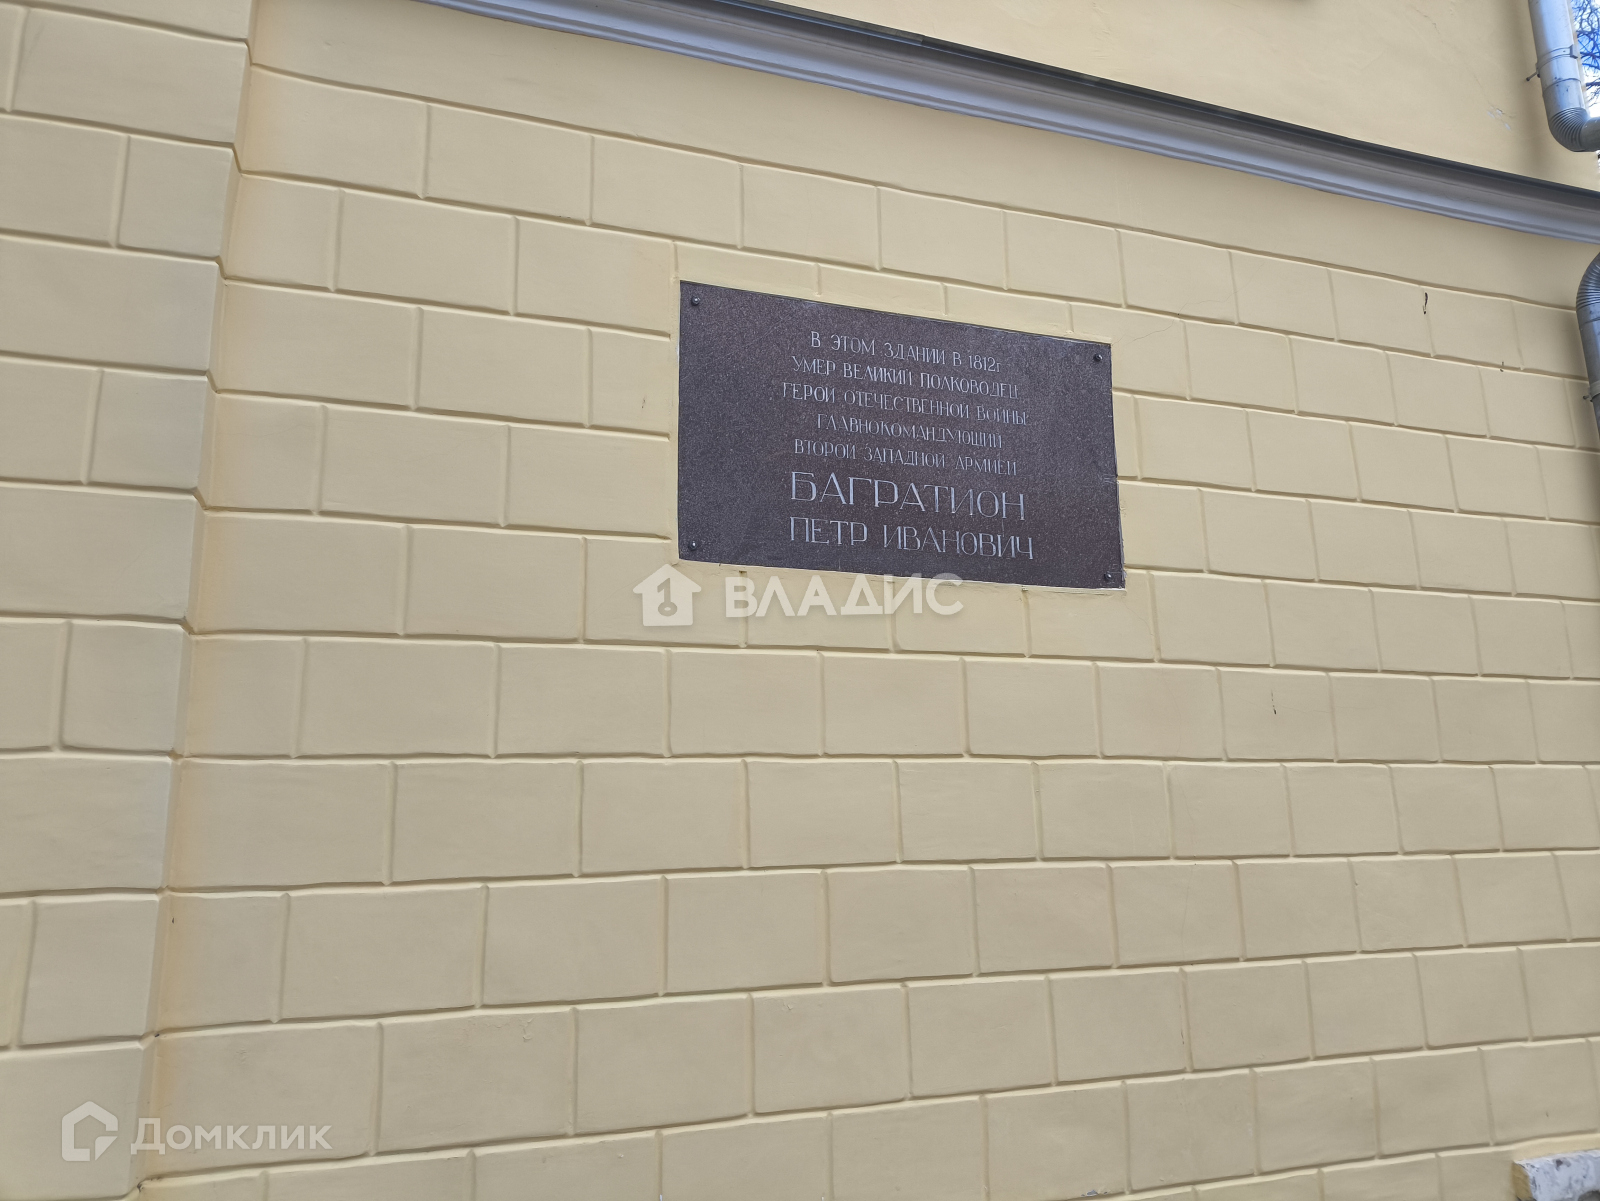 В ЭТОМ ЗДАНИИ В 1812г.
УМЕР ВЕЛИКИЙ ПОЛКОВОДЕЦ,
ГЕРОЙ ОТЕЧЕСТВЕННОЙ ВОЙНЫ,
ГЛАВНОКОМАНДУЮЩИЙ
ВТОРОЙ ЗАПАДНОЙ АРМИЕЙ
БАГРАТИОН
ПЕТР ИВАНОВИЧ
ВЛАДИС
Домклик